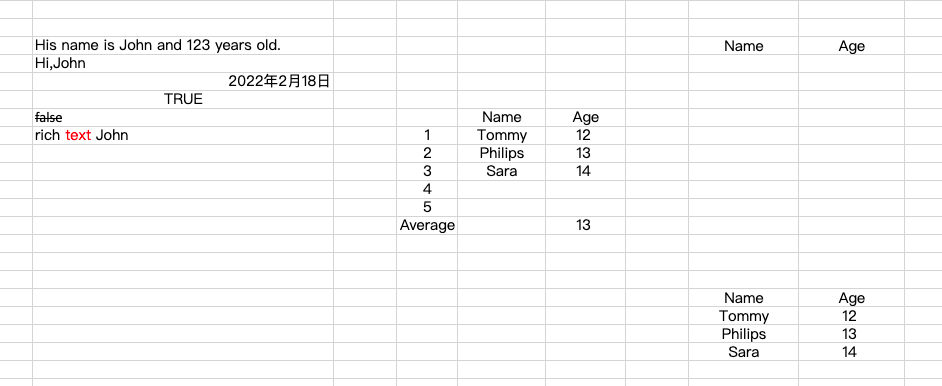 His name is John and 123 years old.
Name Age
Hi,John
2022年2月18日
TRUE
false
Name Age
rich text John
1 Tommy 12
2 Philips 13
3 Sara 14
4
5
Average 13
Name Age
Tommy 12
Philips 13
Sara 14